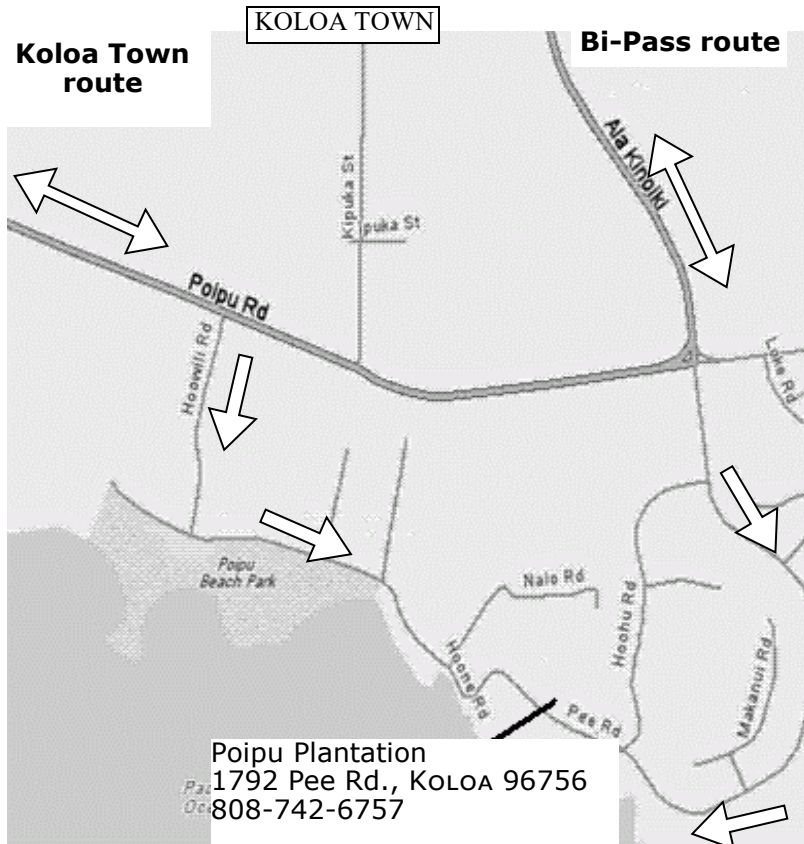 KOLOA TOWN
Koloa Town
route
Bi-Pass route
Ala Kinoiki
Kipuka St
puka St
Poipu Rd
Hoowili Rd
Loke Rd
Poipu
Beach Park
Nalo Rd
Hoohu Rd
Hoone Rd
Makanui Rd
Pee Rd
Poipu Plantation
1792 Pee Rd., KOLOA 96756
808-742-6757